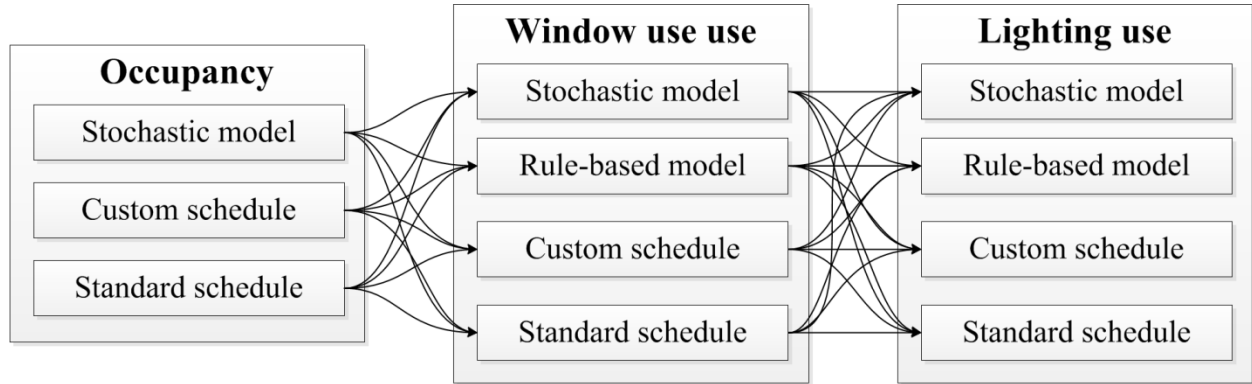 Occupancy
Stochastic model
Custom schedule
Standard schedule
Window use use
Stochastic model
Rule-based model
Custom schedule
Standard schedule
Lighting use
Stochastic model
Rule-based model
Custom schedule
Standard schedule